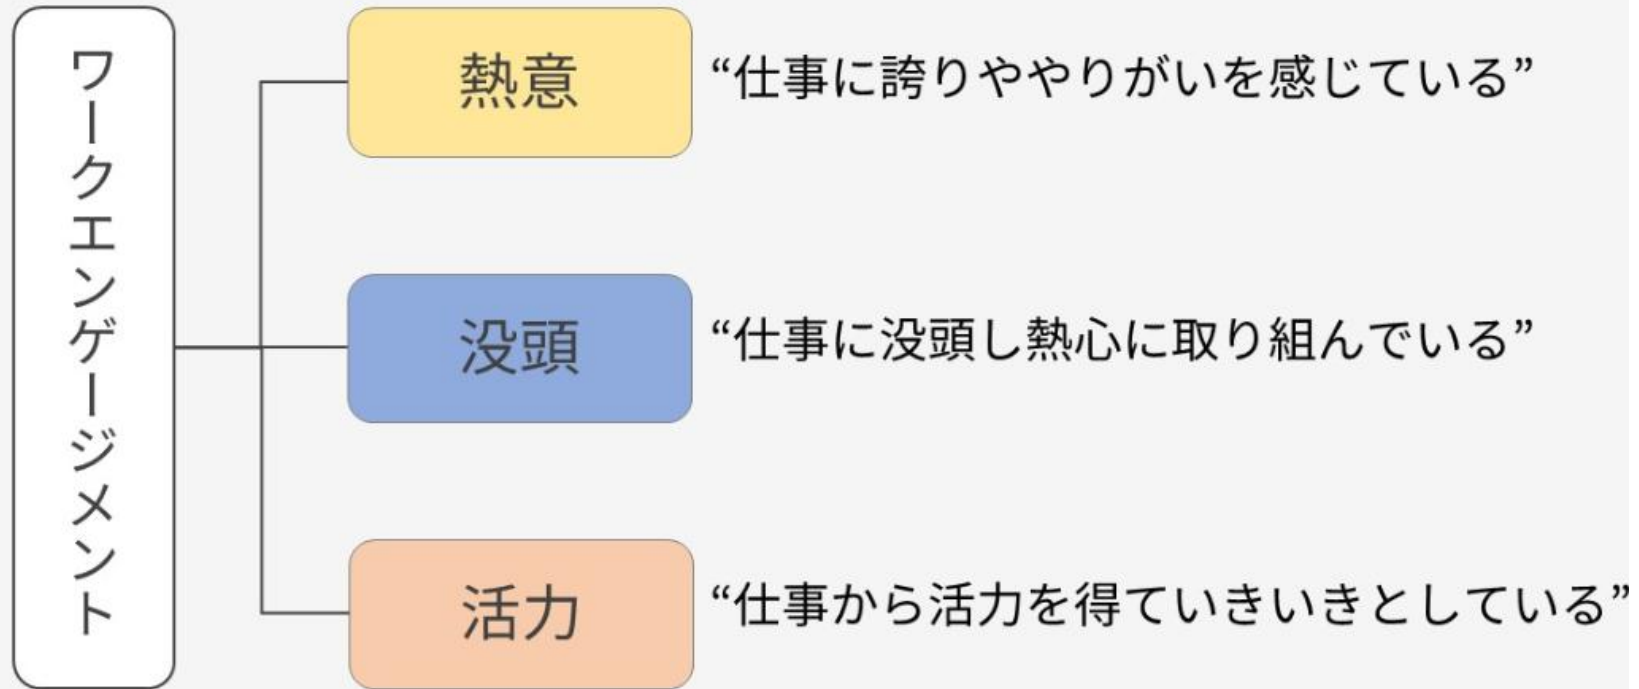 ワークエンゲージメント
熱意
“仕事に誇りややりがいを感じている”
没頭
“仕事に没頭し熱心に取り組んでいる”
活力
“仕事から活力を得ていきいきとしている”